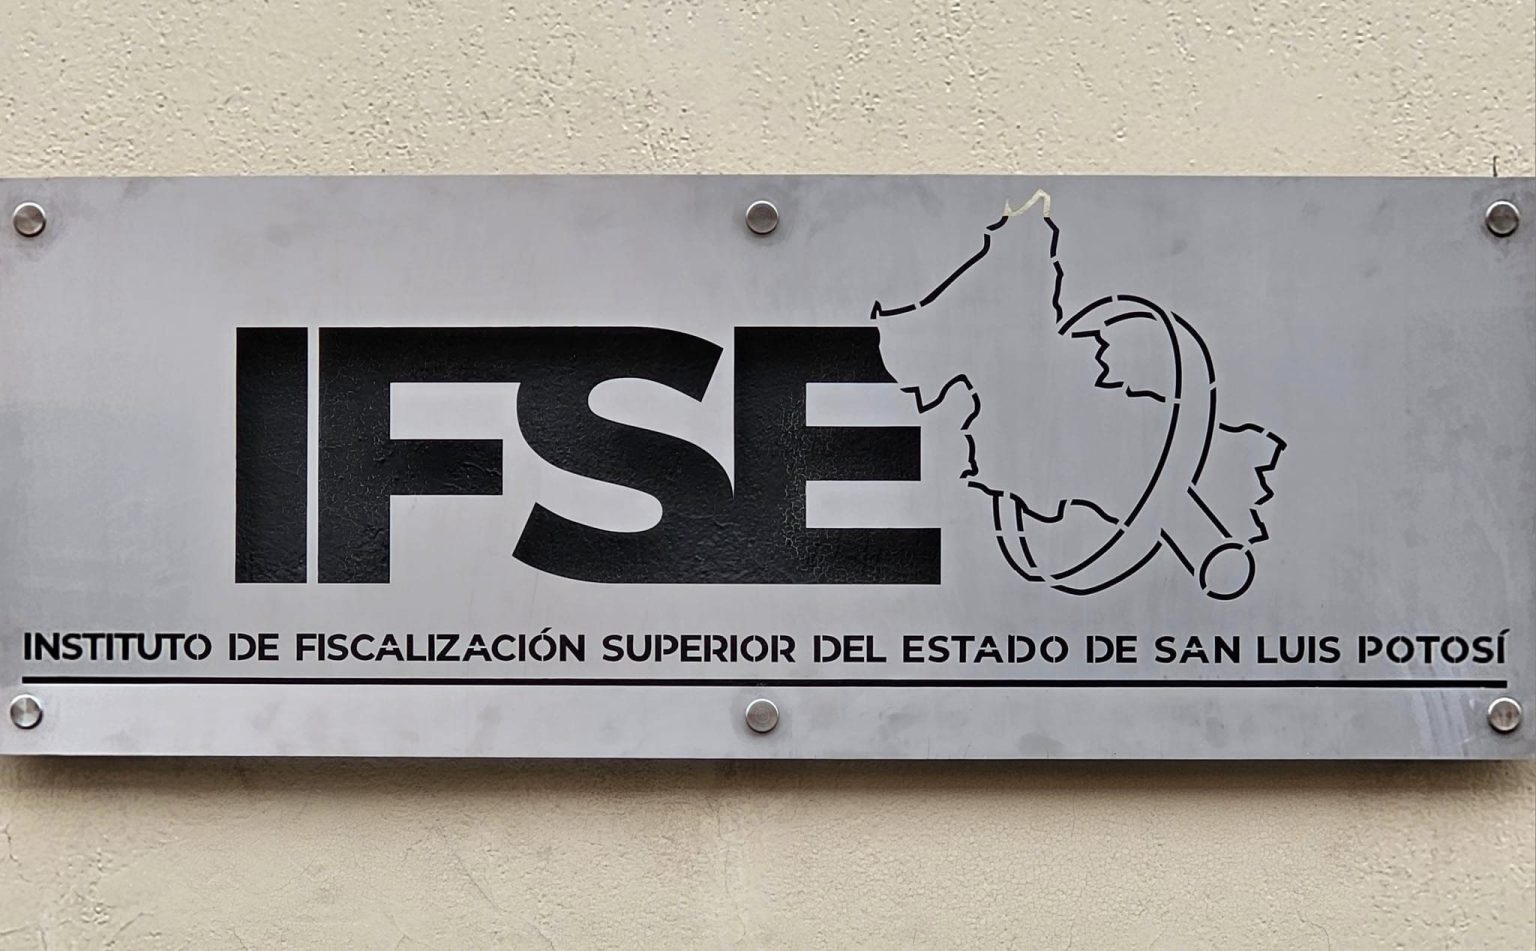 IFSE
INSTITUTO DE FISCALIZACIÓN SUPERIOR DEL ESTADO DE SAN LUIS POTOSÍ